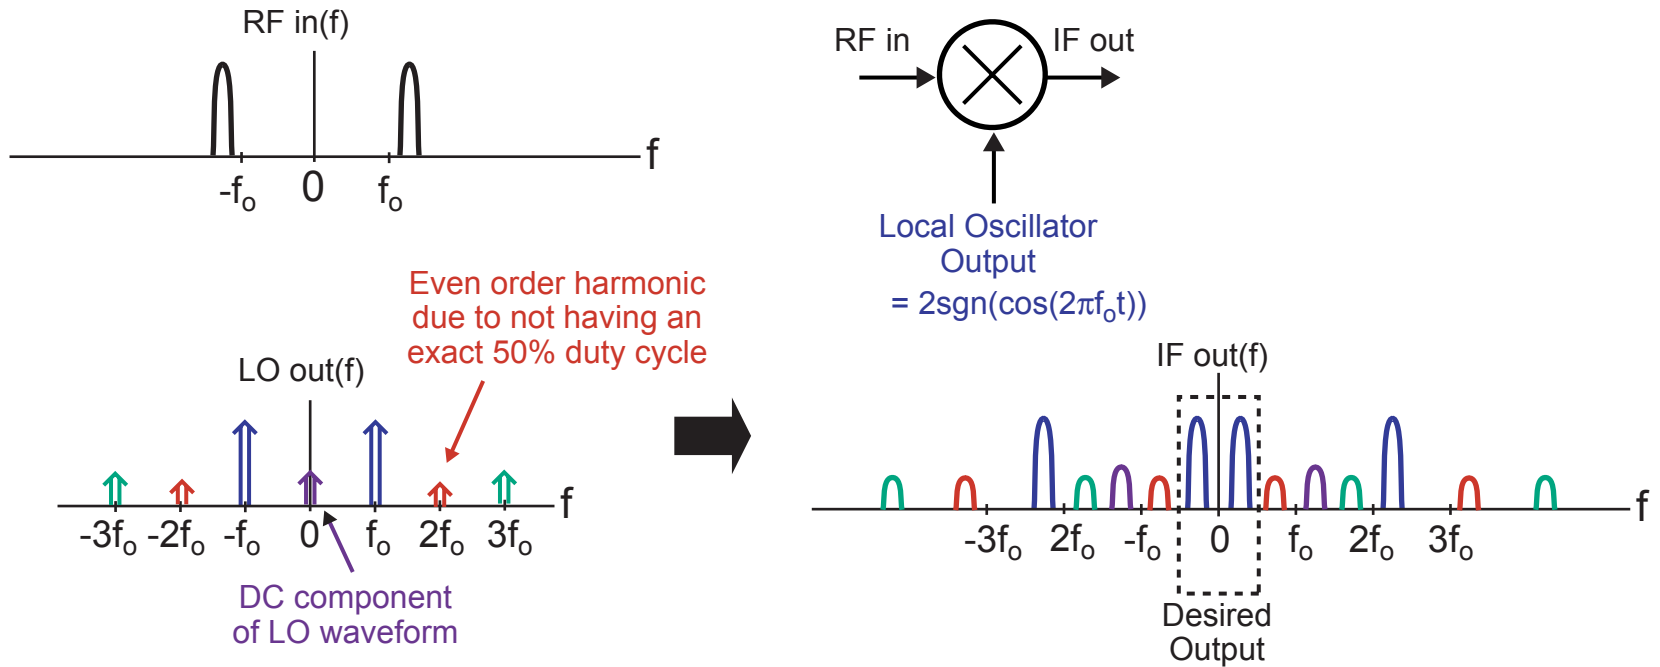 RF in(f)
-fo 0 fo f
RF in IF out
Local Oscillator
Output
= 2sgn(cos(2πfot))
Even order harmonic
due to not having an
exact 50% duty cycle
LO out(f)
-3fo -2fo -fo 0 fo 2fo 3fo f
DC component
of LO waveform
IF out(f)
-3fo 2fo -fo 0 fo 2fo 3fo f
Desired
Output